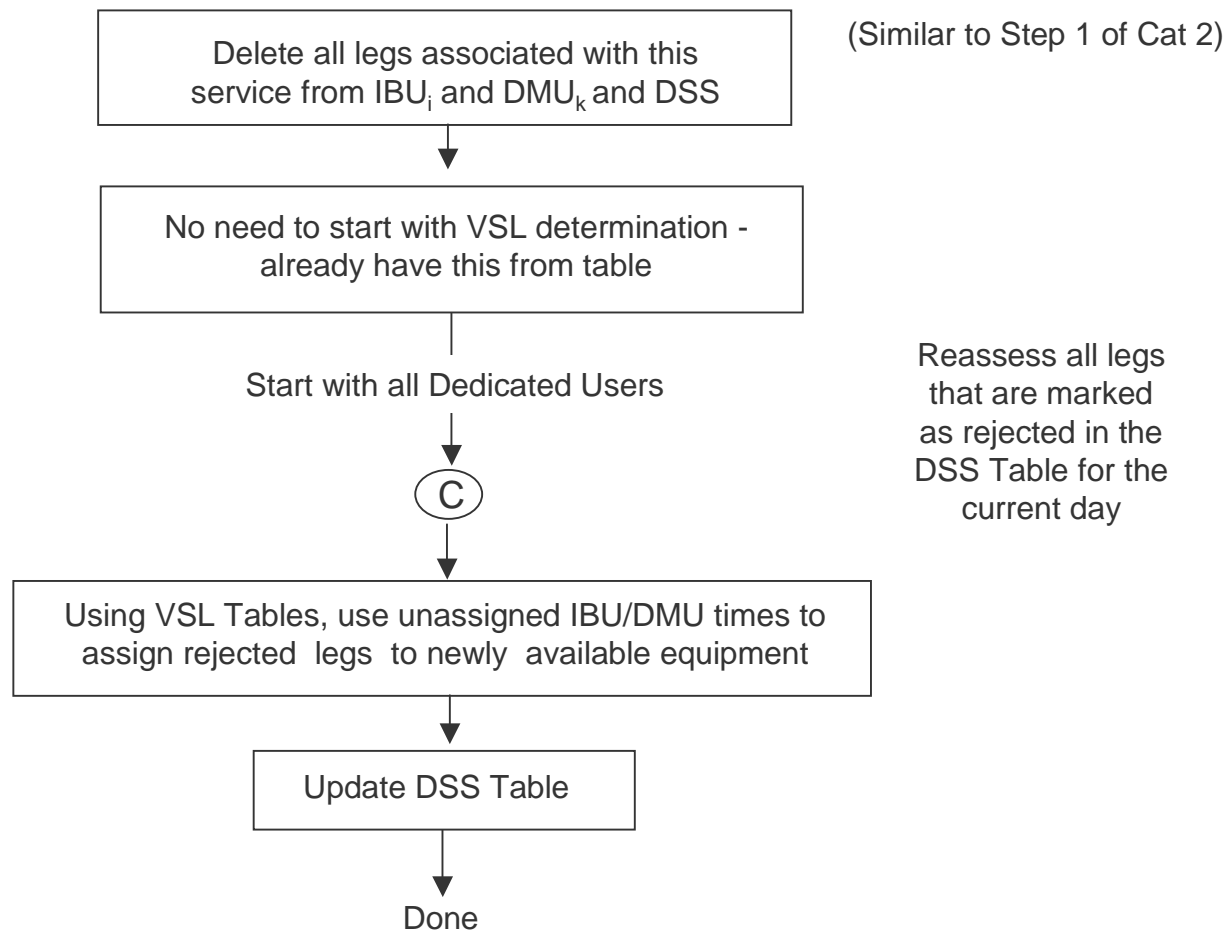 Delete all legs associated with this
service from IBUi and DMUk and DSS
(Similar to Step 1 of Cat 2)
No need to start with VSL determination -
already have this from table
Start with all Dedicated Users
C
Reassess all legs
that are marked
as rejected in the
DSS Table for the
current day
Using VSL Tables, use unassigned IBU/DMU times to
assign rejected legs to newly available equipment
Update DSS Table
Done